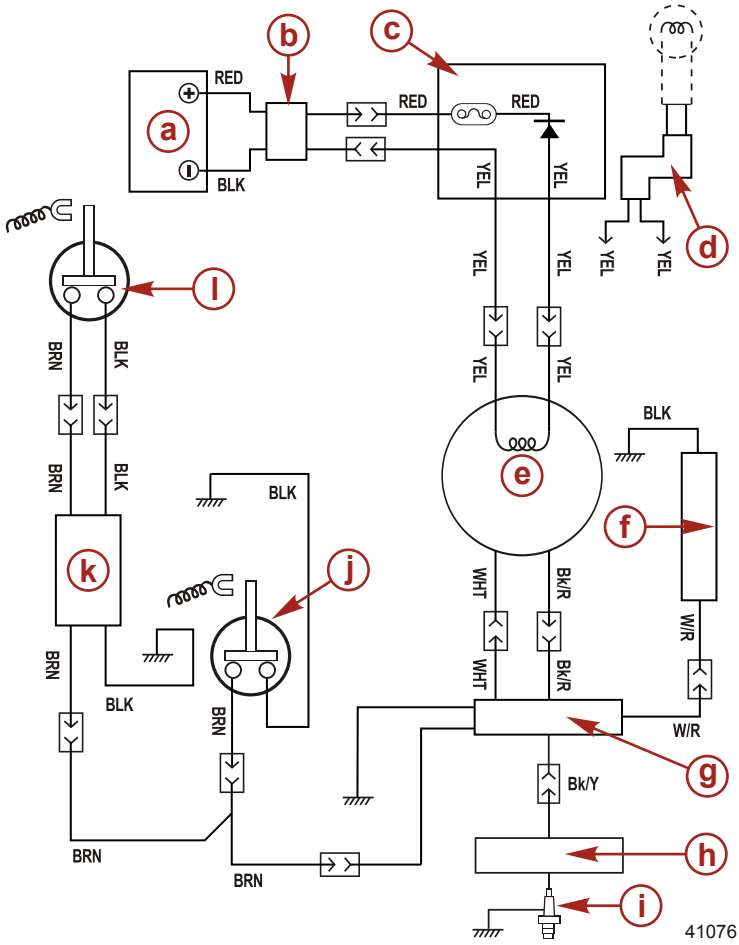 b
c
RED
RED
RED
a
BLK
YEL
YEL
d
YEL
YEL
l
YEL
YEL
BRN
BLK
YEL
YEL
BLK
BRN
BLK
BLK
e
f
k
j
WHT
Bk/R
W/R
BRN
BLK
BRN
WHT
Bk/R
W/R
g
Bk/Y
BRN
BRN
h
i
41076